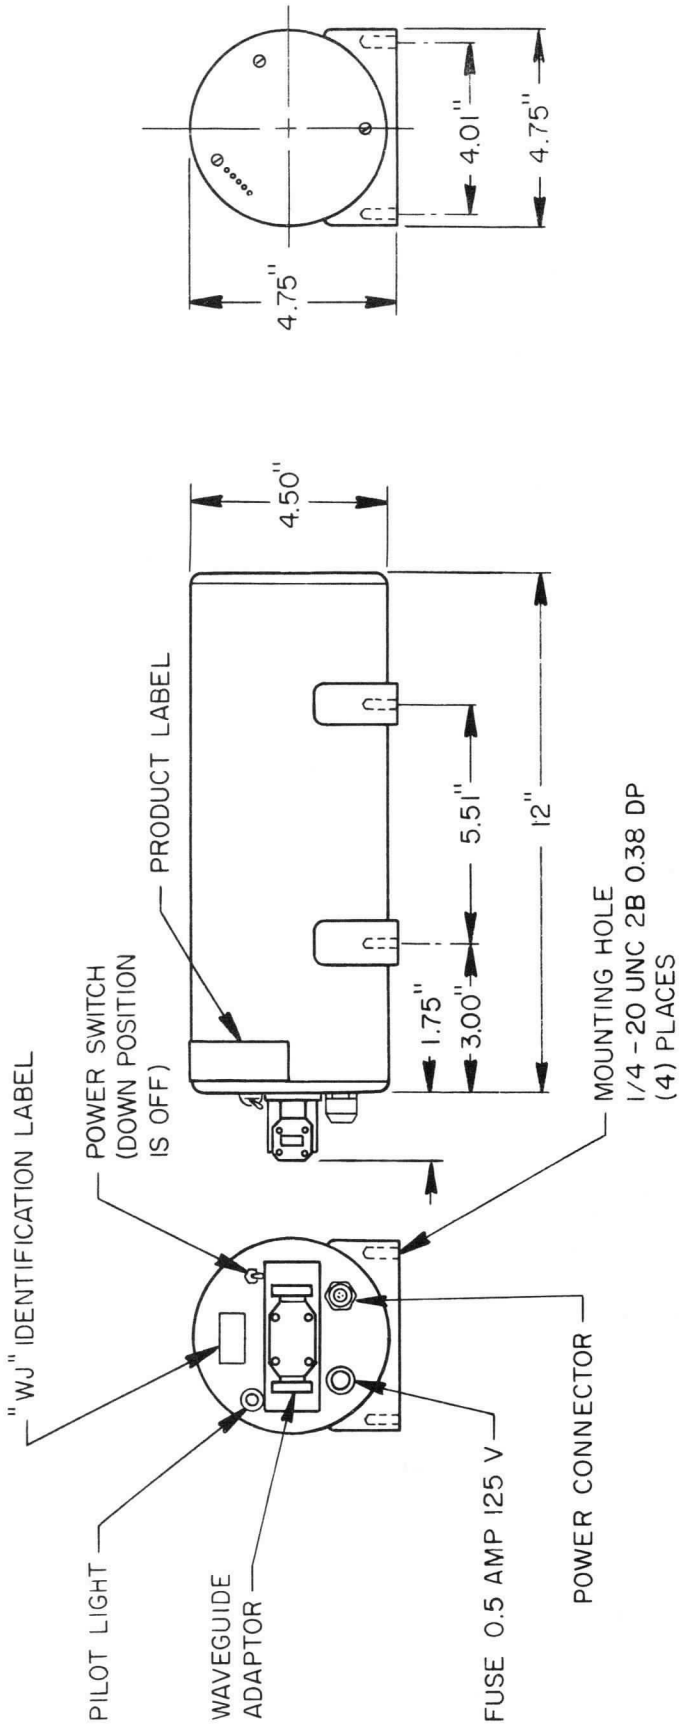 "WJ" IDENTIFICATION LABEL
POWER SWITCH
(DOWN POSITION
IS OFF)
PRODUCT LABEL
PILOT LIGHT
WAVEGUIDE
ADAPTOR
FUSE 0.5 AMP 125 V
POWER CONNECTOR
MOUNTING HOLE
1/4 - 20 UNC 2B 0.38 DP
(4) PLACES
1.75"
3.00"
5.51"
12"
4.50"
4.75"
4.01"
4.75"